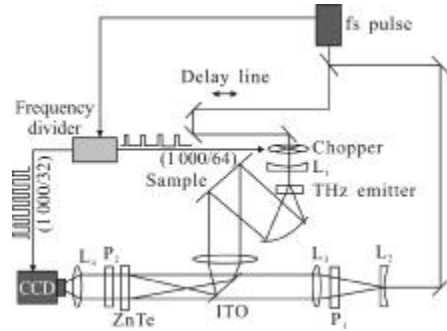 fs pulse
Delay line
Frequency
divider
Chopper
(1 000/64)
L₁
Sample
THz emitter
(1 000/32)
L₄
P₂
L₃
L₂
CCD
ZnTe
ITO
P₁